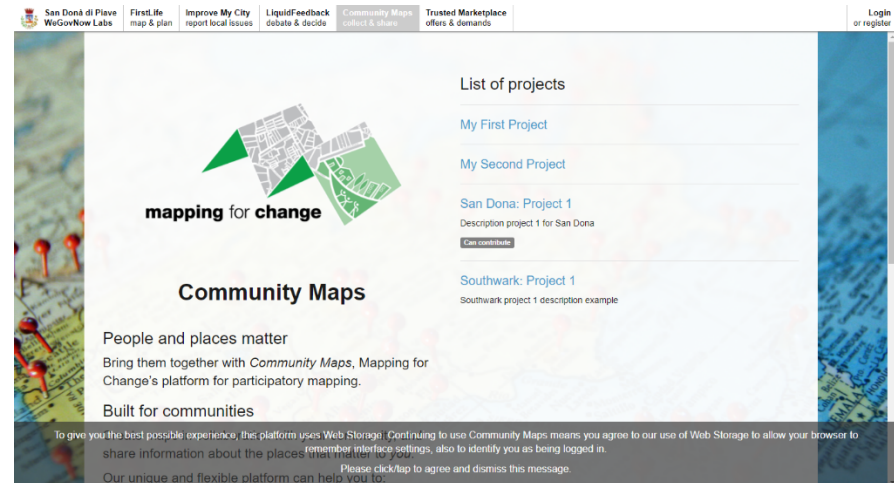 San Donà di Piave
WeGovNow Labs
FirstLife
map & plan
Improve My City
report local issues
LiquidFeedback
debate & decide
Community Maps
collect & share
Trusted Marketplace
offers & demands
Login
or register
mapping for change
Community Maps
People and places matter
Bring them together with Community Maps, Mapping for
Change's platform for participatory mapping.
Built for communities
share information about the places that matter to you.
Our unique and flexible platform can help you to:
List of projects
My First Project
My Second Project
San Dona: Project 1
Description project 1 for San Dona
Can contribute
Southwark: Project 1
Southwark project 1 description example
To give you the best possible experience, this platform uses Web Storage. Continuing to use Community Maps means you agree to our use of Web Storage to allow your browser to
remember interface settings, also to identify you as being logged in.
Please click/tap to agree and dismiss this message.